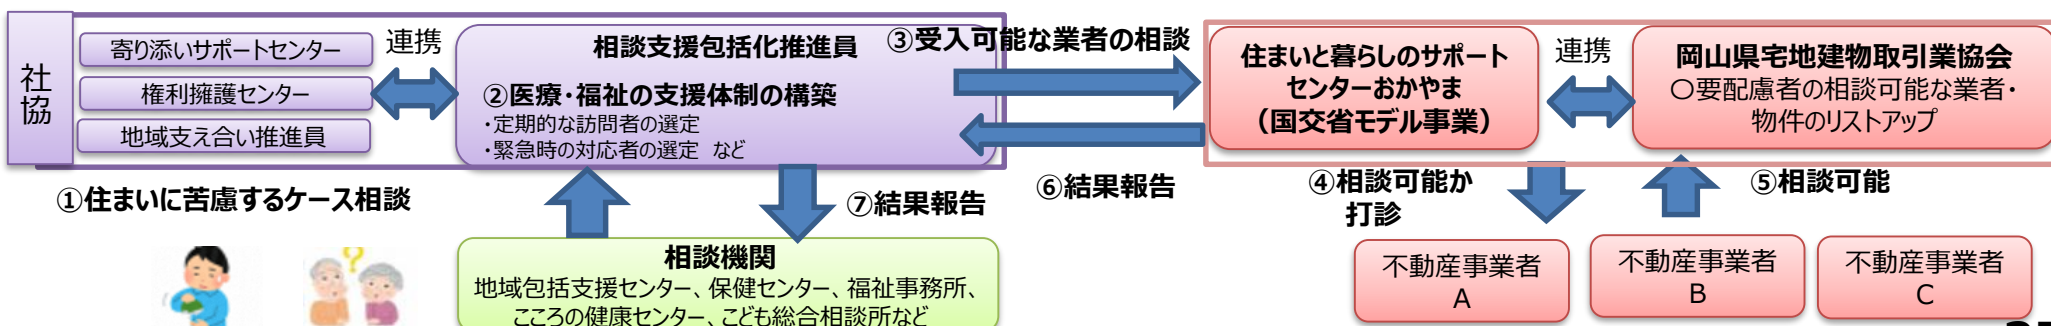 社協
寄り添いサポートセンター
権利擁護センター
地域支え合い推進員
連携
相談支援包括化推進員
②医療・福祉の支援体制の構築
・定期的な訪問者の選定
・緊急時の対応者の選定 など
③受入可能な業者の相談
住まいと暮らしのサポート
センターおかやま
（国交省モデル事業）
連携
岡山県宅地建物取引業協会
〇要配慮者の相談可能な業者・
物件のリストアップ
①住まいに苦慮するケース相談
⑦結果報告
⑥結果報告
④相談可能か
打診
⑤相談可能
相談機関
地域包括支援センター、保健センター、福祉事務所、
こころの健康センター、こども総合相談所など
不動産事業者
A
不動産事業者
B
不動産事業者
C